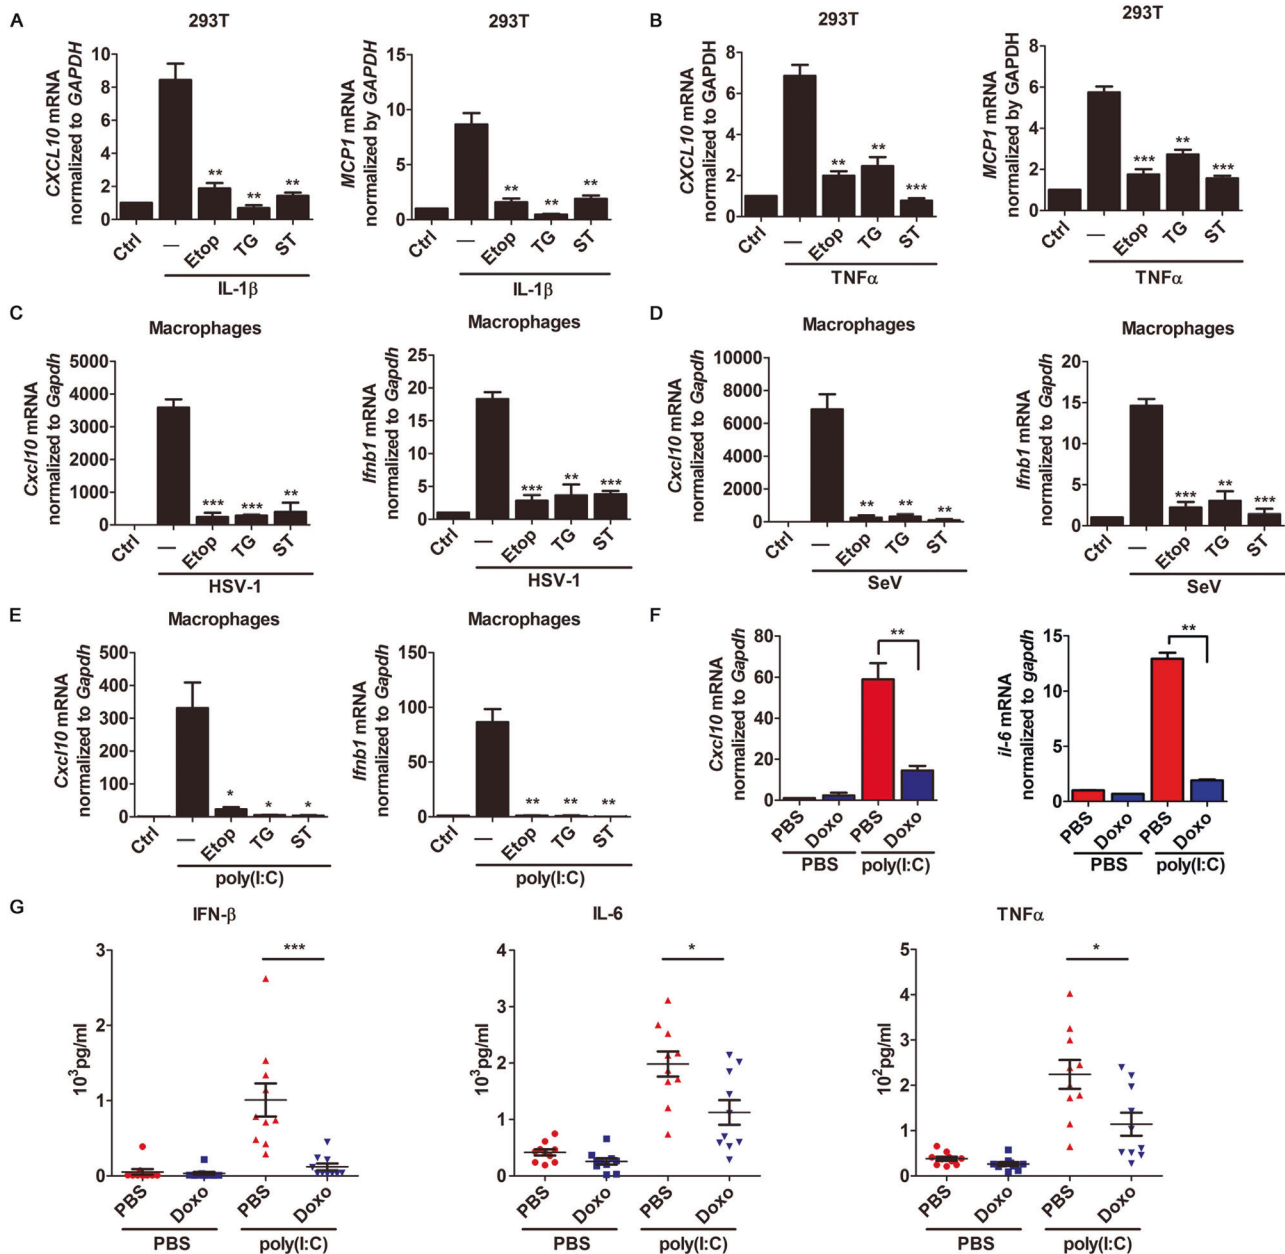 A
293T
CXCL10 mRNA
normalized to GAPDH
10
8
6
4
2
0
**
**
**
Ctrl
—
Etop
TG
ST
IL-1β
293T
MCP1 mRNA
normalized by GAPDH
15
10
5
0
**
**
**
Ctrl
—
Etop
TG
ST
IL-1β
B
293T
CXCL10 mRNA
normalized to GAPDH
8
6
4
2
0
**
**
***
Ctrl
—
Etop
TG
ST
TNFα
293T
MCP1 mRNA
normalized by GAPDH
8
6
4
2
0
***
**
***
Ctrl
—
Etop
TG
ST
TNFα
C
Macrophages
Cxcl10 mRNA
normalized to Gapdh
5000
4000
3000
2000
1000
0
***
***
**
Ctrl
—
Etop
TG
ST
HSV-1
Macrophages
Ifnb1 mRNA
normalized to Gapdh
25
20
15
10
5
0
***
**
***
Ctrl
—
Etop
TG
ST
HSV-1
D
Macrophages
Cxcl10 mRNA
normalized to Gapdh
10000
8000
6000
4000
2000
0
**
**
**
Ctrl
—
Etop
TG
ST
SeV
Macrophages
Ifnb1 mRNA
normalized to Gapdh
20
15
10
5
0
***
**
***
Ctrl
—
Etop
TG
ST
SeV
E
Macrophages
Cxcl10 mRNA
normalized to Gapdh
500
400
300
200
100
0
*
*
*
Ctrl
—
Etop
TG
ST
poly(I:C)
Macrophages
Ifnb1 mRNA
normalized to Gapdh
150
100
50
0
**
**
**
Ctrl
—
Etop
TG
ST
poly(I:C)
F
Cxcl10 mRNA
normalized to Gapdh
80
60
40
20
0
**
PBS
Doxo
PBS
Doxo
PBS
poly(I:C)
il-6 mRNA
normalized to gapdh
15
10
5
0
**
PBS
Doxo
PBS
Doxo
PBS
poly(I:C)
G
IFN-β
10³pg/ml
3
2
1
0
***
PBS
Doxo
PBS
Doxo
PBS
poly(I:C)
IL-6
10³pg/ml
4
3
2
1
0
*
PBS
Doxo
PBS
Doxo
PBS
poly(I:C)
TNFα
10²pg/ml
5
4
3
2
1
0
*
PBS
Doxo
PBS
Doxo
PBS
poly(I:C)